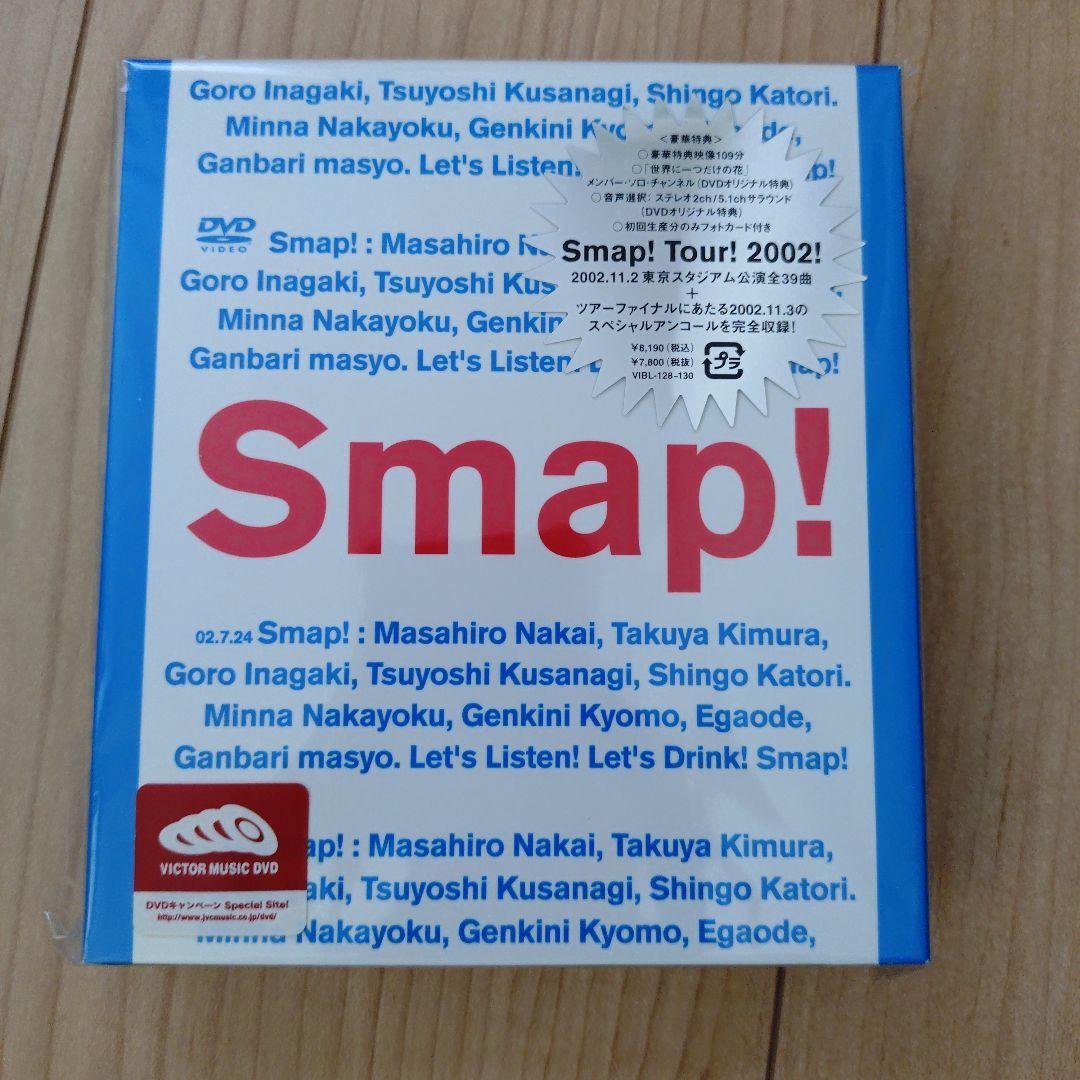 Goro Inagaki, Tsuyoshi Kusanagi, Shingo Katori.
Minna Nakayoku, Genkini
Ganbari masyo. Let's Listen!
DVD
VIDEO
Smap! : Masahiro
Goro Inagaki, Tsuyoshi
Minna Nakayoku,
Ganbari masyo. Let's Listen!
<豪華特典>
○豪華特典映像109分
○「世界に一つだけの花」
メンバー・ソロ・チャンネル(DVDオリジナル特典)
○音声選択:ステレオ2ch/5.1chサラウンド
(DVDオリジナル特典)
○初回生産分のみフォトカード付き
Smap! Tour! 2002!
2002.11.2東京スタジアム公演全39曲
+
ツアーファイナルにあたる2002.11.3の
スペシャルアンコールを完全収録!
¥8,190(税込)
¥7,800(税抜)
VIBL-128-130
プラ
Smap!
02.7.24 Smap! : Masahiro Nakai, Takuya Kimura,
Goro Inagaki, Tsuyoshi Kusanagi, Shingo Katori.
Minna Nakayoku, Genkini Kyomo, Egaode,
Ganbari masyo. Let's Listen! Let's Drink! Smap!
: Masahiro Nakai, Takuya Kimura,
Tsuyoshi Kusanagi, Shingo Katori.
Minna Nakayoku, Genkini Kyomo, Egaode,
VICTOR MUSIC DVD
DVDキャンペーン Special Site!
http://www.jvcmusic.co.jp/dvd/